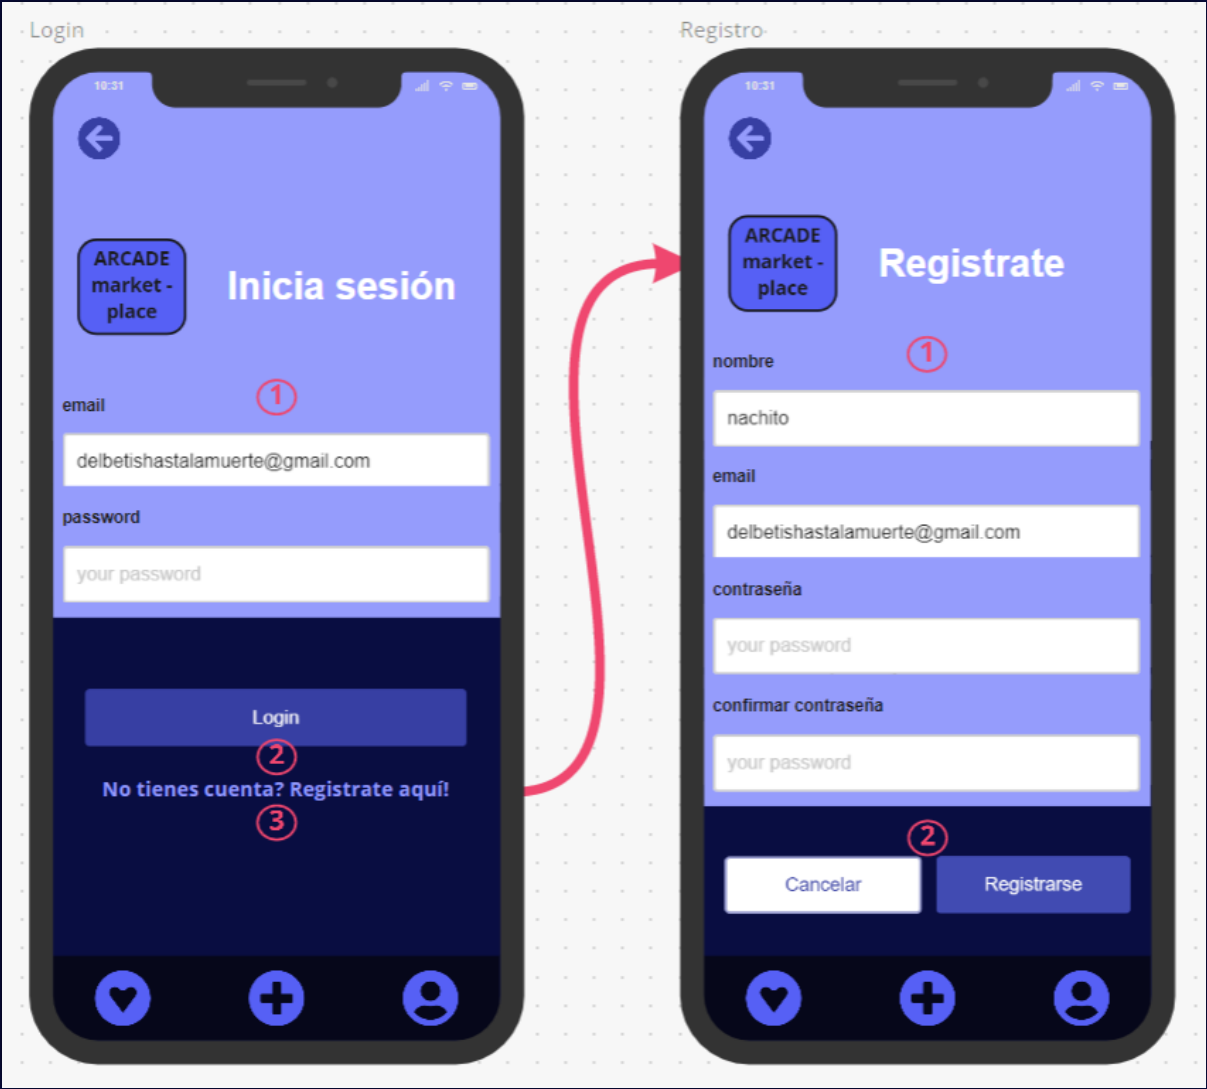 Login
10:31
ARCADE
market -
place
Inicia sesión
1
email
delbetishastalamuerte@gmail.com
password
your password
Login
2
No tienes cuenta? Registrate aquí!
3
Registro
10:31
ARCADE
market -
place
Registrate
1
nombre
nachito
email
delbetishastalamuerte@gmail.com
contraseña
your password
confirmar contraseña
your password
2
Cancelar
Registrarse